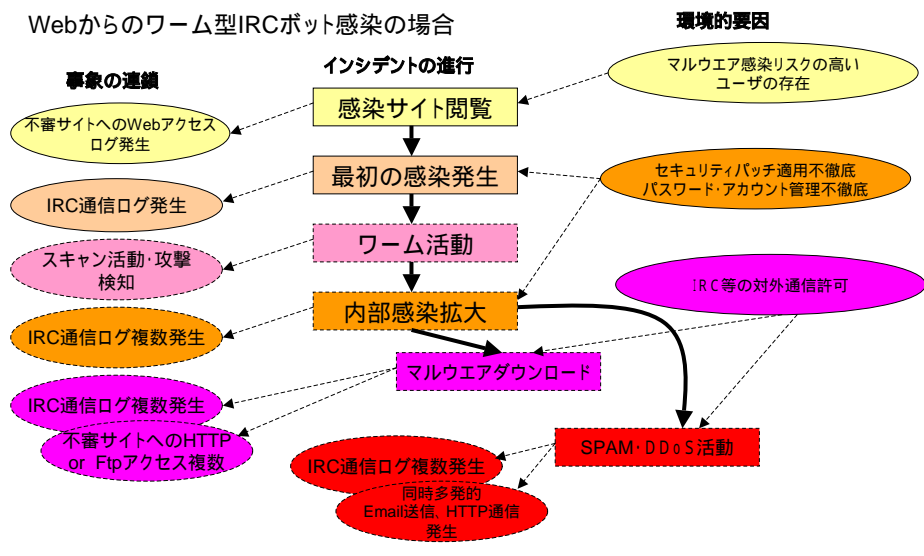 Webからのワーム型IRCボット感染の場合
環境的要因
事象の連鎖
インシデントの進行
マルウエア感染リスクの高い
ユーザの存在
感染サイト閲覧
不審サイトへのWebアクセス
ログ発生
最初の感染発生
セキュリティパッチ適用不徹底
パスワード・アカウント管理不徹底
IRC通信ログ発生
ワーム活動
スキャン活動・攻撃
検知
IRC等の対外通信許可
内部感染拡大
IRC通信ログ複数発生
マルウエアダウンロード
IRC通信ログ複数発生
不審サイトへのHTTP
or Ftpアクセス複数
SPAM・DDoS活動
IRC通信ログ複数発生
同時多発的
Email送信、HTTP通信
発生